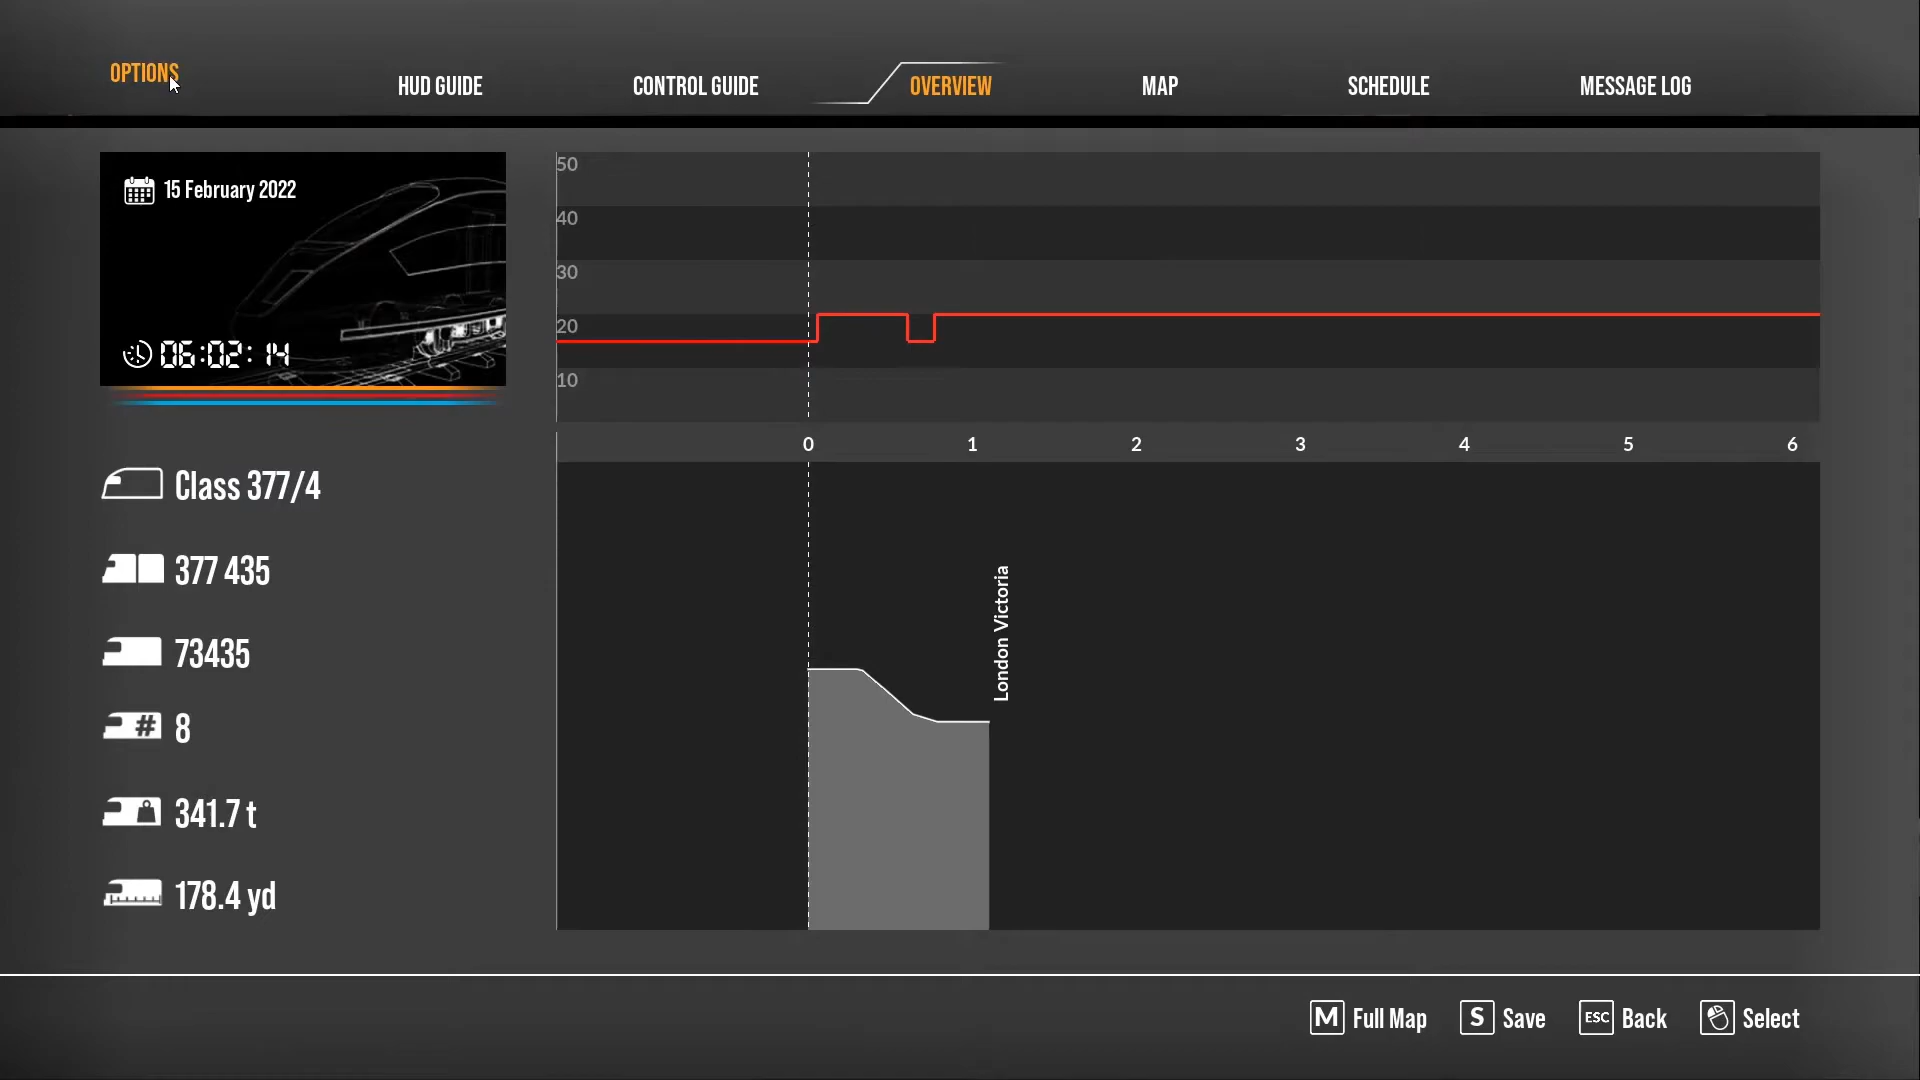 OPTIONS
HUD GUIDE
CONTROL GUIDE
OVERVIEW
MAP
SCHEDULE
MESSAGE LOG
15 February 2022
06:02:14
50
40
30
20
10
0 1 2 3 4 5 6
Class 377/4
377 435
73435
# 8
341.7 t
178.4 yd
London Victoria
M Full Map
S Save
ESC Back
Select